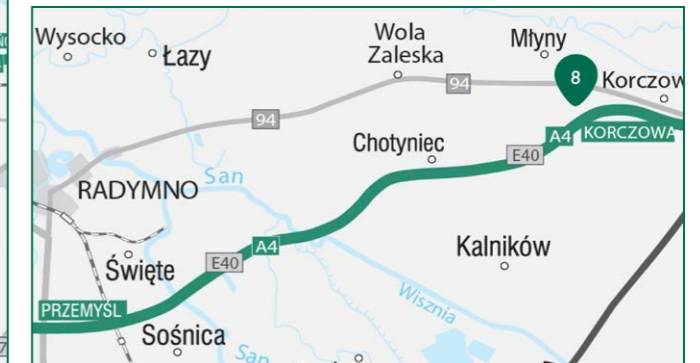 Wysocko
Łazy
Wola
Zaleska
Młyny
8
Korczow
94
94
A4
KORCZOWA
Chotyniec
E40
RADYMNO
San
A4
Kalników
Święte
E40
Wisznia
PRZEMYŚL
Sośnica
San